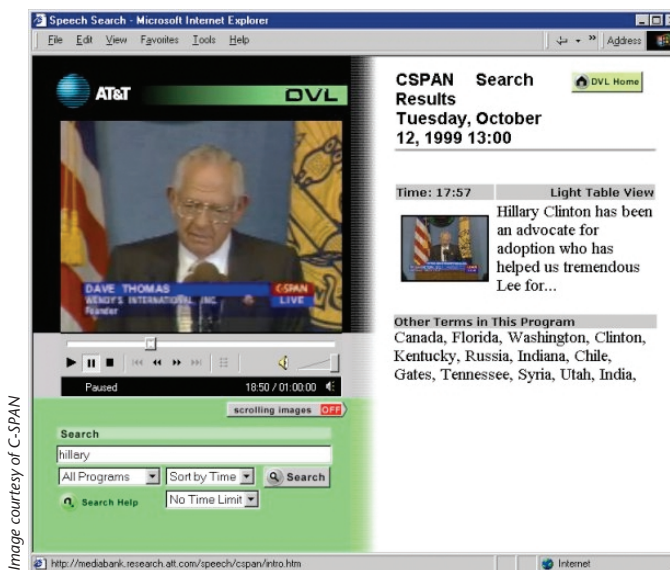 Speech Search - Microsoft Internet Explorer
File Edit View Favorites Tools Help
» Address
AT&T DVL
DAVE THOMAS C-SPAN
WENDY'S INTERNATIONAL, INC. LIVE
Founder
Paused 18:50 / 01:00:00
scrolling images OFF
Search
hillary
All Programs Sort by Time Search
Search Help No Time Limit
CSPAN Search
Results
Tuesday, October
12, 1999 13:00
DVL Home
Time: 17:57 Light Table View
Hillary Clinton has been
an advocate for
adoption who has
helped us tremendous
Lee for...
Other Terms in This Program
Canada, Florida, Washington, Clinton,
Kentucky, Russia, Indiana, Chile,
Gates, Tennessee, Syria, Utah, India,
http://mediabank.research.att.com/speech/cspan/intro.htm Internet
Image courtesy of C-SPAN